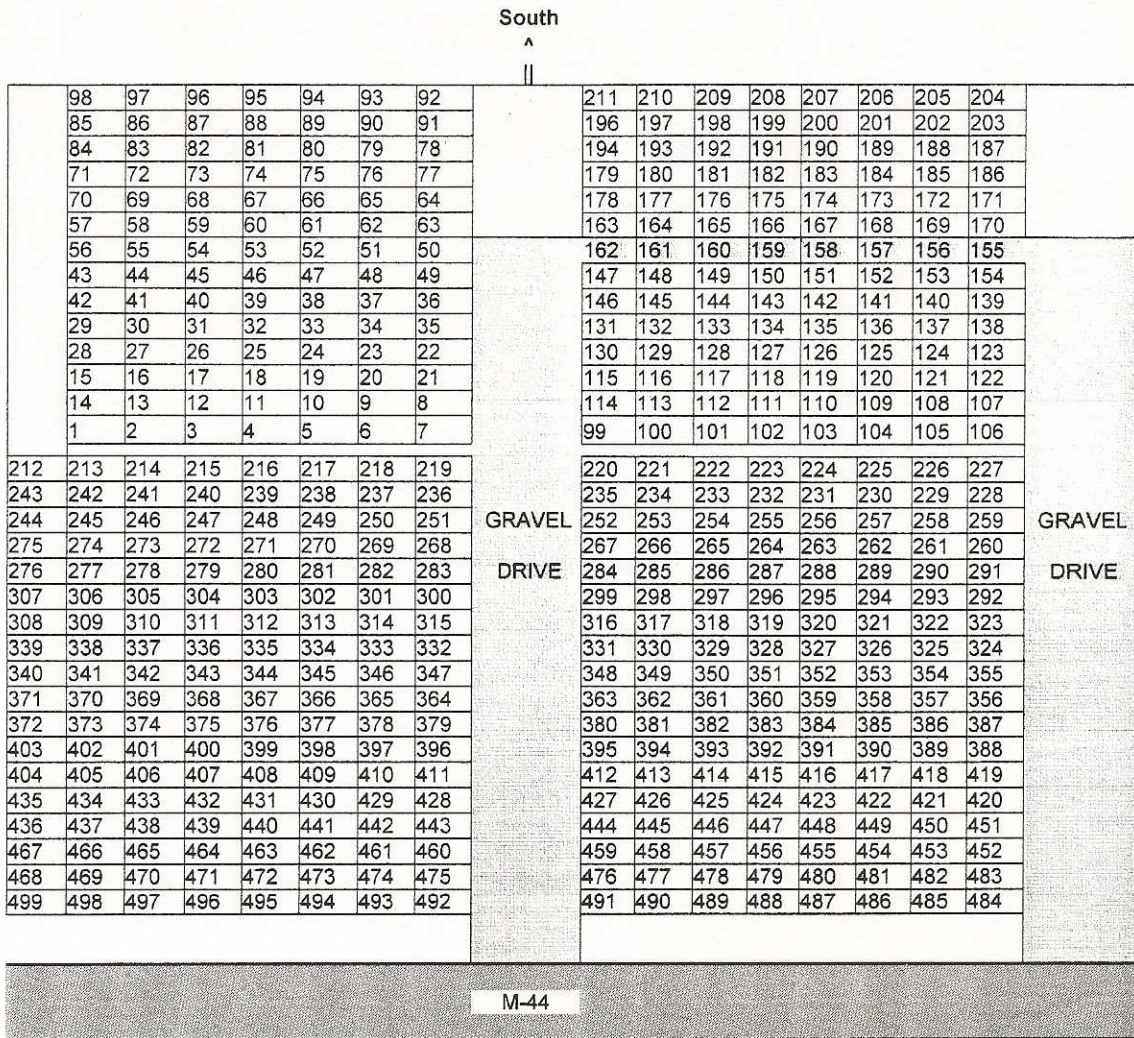 South
^
||
98 97 96 95 94 93 92 211 210 209 208 207 206 205 204
85 86 87 88 89 90 91 196 197 198 199 200 201 202 203
84 83 82 81 80 79 78 194 193 192 191 190 189 188 187
71 72 73 74 75 76 77 179 180 181 182 183 184 185 186
70 69 68 67 66 65 64 178 177 176 175 174 173 172 171
57 58 59 60 61 62 63 163 164 165 166 167 168 169 170
56 55 54 53 52 51 50 162 161 160 159 158 157 156 155
43 44 45 46 47 48 49 147 148 149 150 151 152 153 154
42 41 40 39 38 37 36 146 145 144 143 142 141 140 139
29 30 31 32 33 34 35 131 132 133 134 135 136 137 138
28 27 26 25 24 23 22 130 129 128 127 126 125 124 123
15 16 17 18 19 20 21 115 116 117 118 119 120 121 122
14 13 12 11 10 9 8 114 113 112 111 110 109 108 107
1 2 3 4 5 6 7 99 100 101 102 103 104 105 106
212 213 214 215 216 217 218 219 220 221 222 223 224 225 226 227
243 242 241 240 239 238 237 236 235 234 233 232 231 230 229 228
244 245 246 247 248 249 250 251 GRAVEL 252 253 254 255 256 257 258 259 GRAVEL
275 274 273 272 271 270 269 268 267 266 265 264 263 262 261 260
276 277 278 279 280 281 282 283 DRIVE 284 285 286 287 288 289 290 291 DRIVE
307 306 305 304 303 302 301 300 299 298 297 296 295 294 293 292
308 309 310 311 312 313 314 315 316 317 318 319 320 321 322 323
339 338 337 336 335 334 333 332 331 330 329 328 327 326 325 324
340 341 342 343 344 345 346 347 348 349 350 351 352 353 354 355
371 370 369 368 367 366 365 364 363 362 361 360 359 358 357 356
372 373 374 375 376 377 378 379 380 381 382 383 384 385 386 387
403 402 401 400 399 398 397 396 395 394 393 392 391 390 389 388
404 405 406 407 408 409 410 411 412 413 414 415 416 417 418 419
435 434 433 432 431 430 429 428 427 426 425 424 423 422 421 420
436 437 438 439 440 441 442 443 444 445 446 447 448 449 450 451
467 466 465 464 463 462 461 460 459 458 457 456 455 454 453 452
468 469 470 471 472 473 474 475 476 477 478 479 480 481 482 483
499 498 497 496 495 494 493 492 491 490 489 488 487 486 485 484
M-44